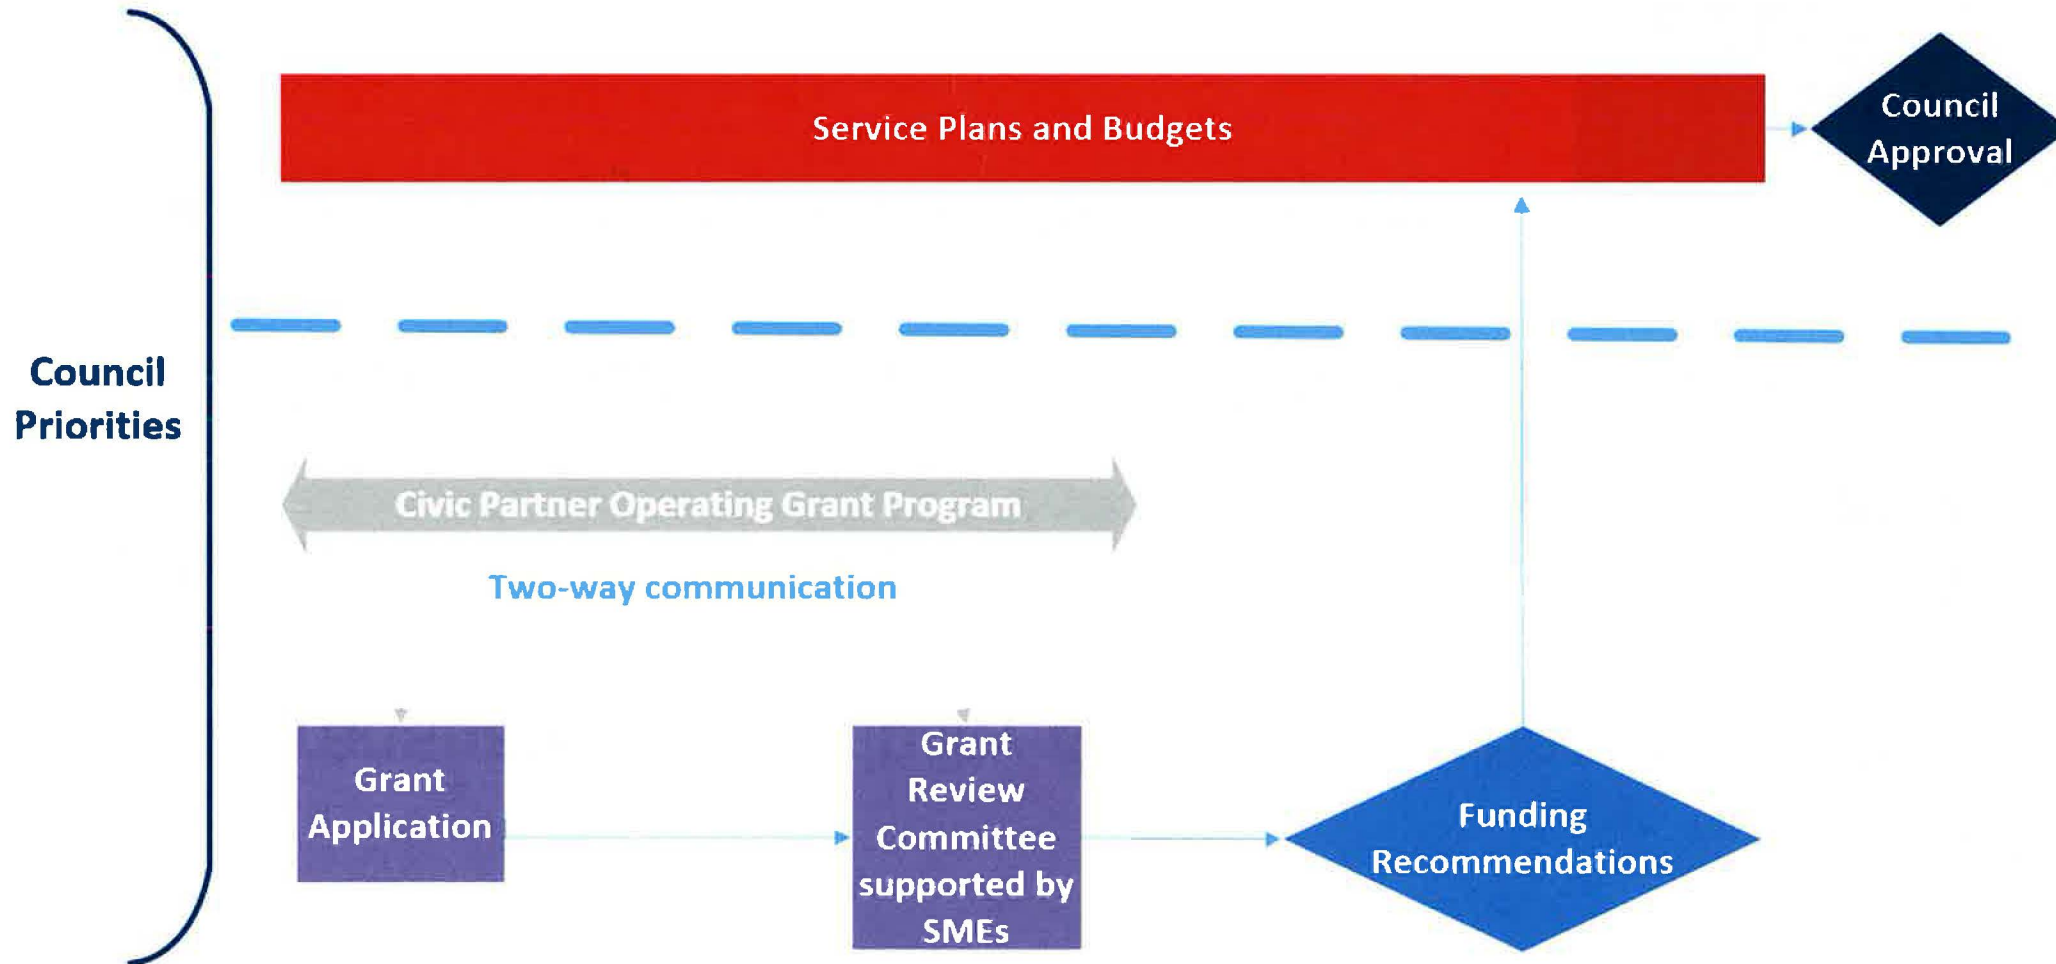 Service Plans and Budgets
Council
Approval
Council
Priorities
Civic Partner Operating Grant Program
Two-way communication
Grant
Application
Grant
Review
Committee
supported by
SMEs
Funding
Recommendations